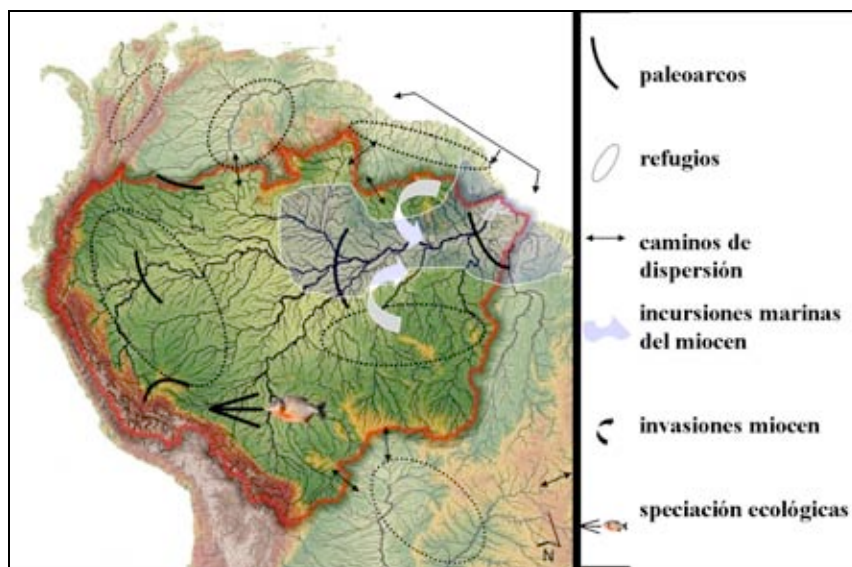 paleoarcos
refugios
caminos de
dispersión
incursiones marinas
del miocen
invasiones miocen
speciación ecológicas
N